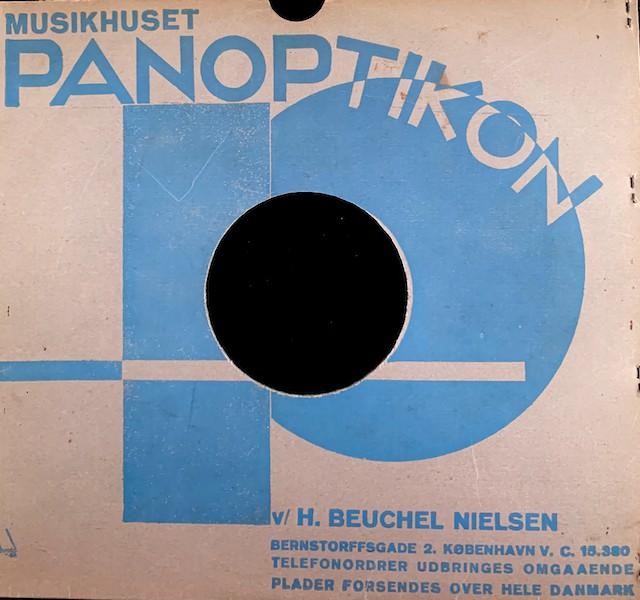 MUSIKHUSET
PANOPTIKON
v/ H. BEUCHEL NIELSEN
BERNSTORFFSGADE 2. KØBENHAVN V. C. 15.380
TELEFONORDRER UDBRINGES OMGAAENDE
PLADER FORSENDES OVER HELE DANMARK